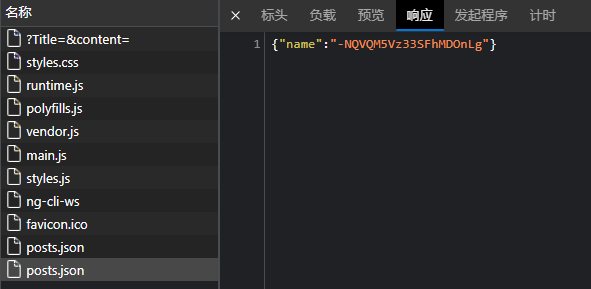 名称
?Title=&content=
styles.css
runtime.js
polyfills.js
vendor.js
main.js
styles.js
ng-cli-ws
favicon.ico
posts.json
posts.json
× 标头 负载 预览 响应 发起程序 计时
1 {"name":"-NQVQM5Vz33SFhMDOnLg"}